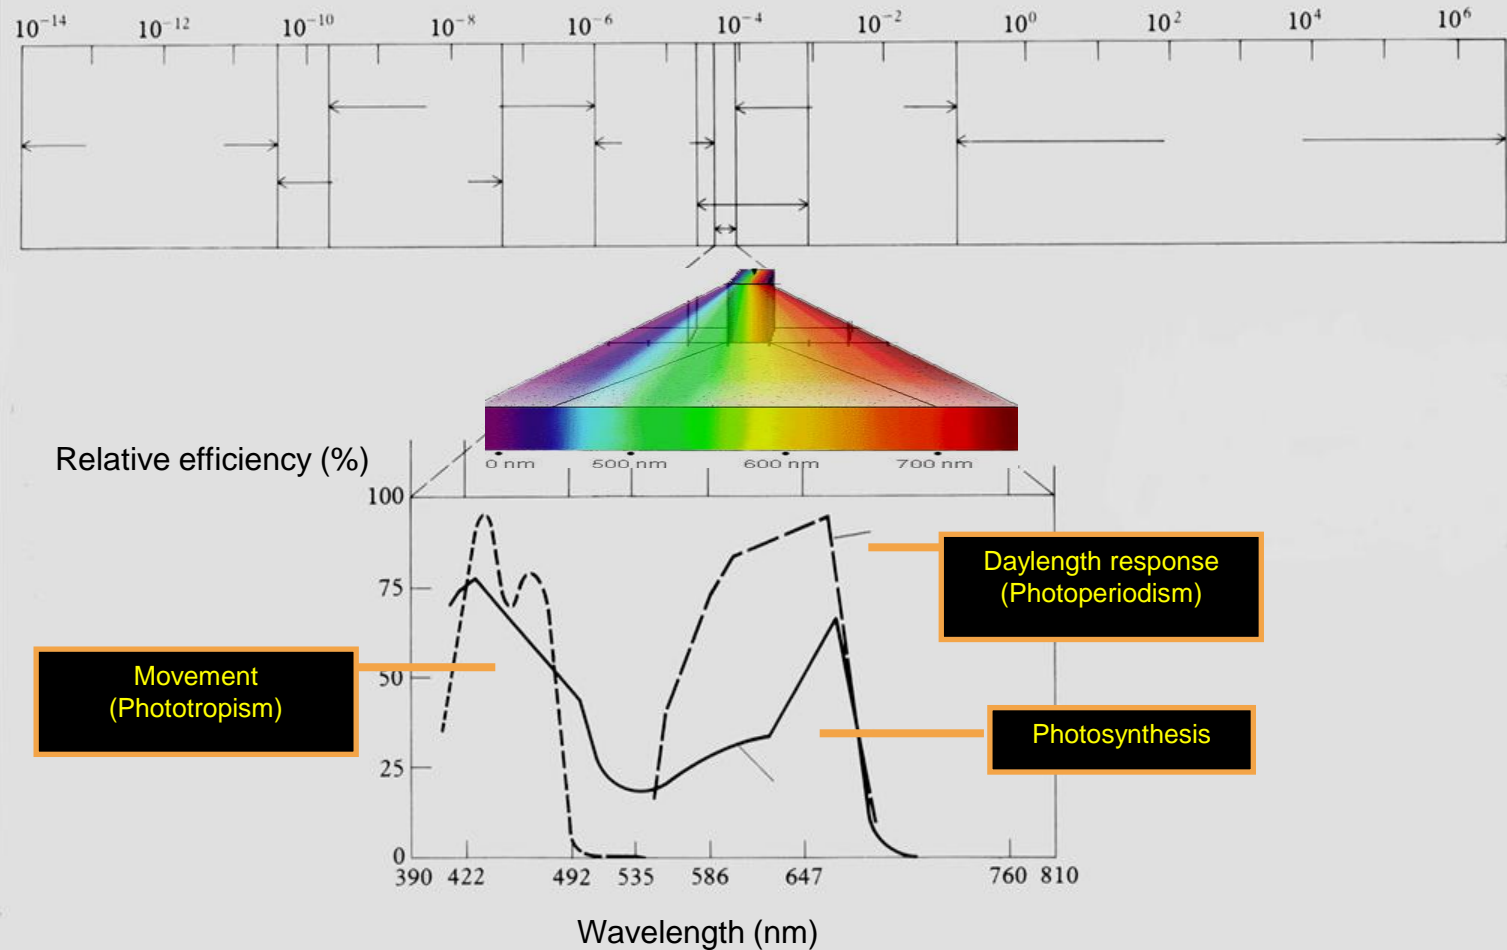 10⁻¹⁴ 10⁻¹² 10⁻¹⁰ 10⁻⁸ 10⁻⁶ 10⁻⁴ 10⁻² 10⁰ 10² 10⁴ 10⁶
0 nm 500 nm 600 nm 700 nm
Relative efficiency (%)
100
75
50
25
0
Daylength response
(Photoperiodism)
Movement
(Phototropism)
Photosynthesis
390 422 492 535 586 647 760 810
Wavelength (nm)